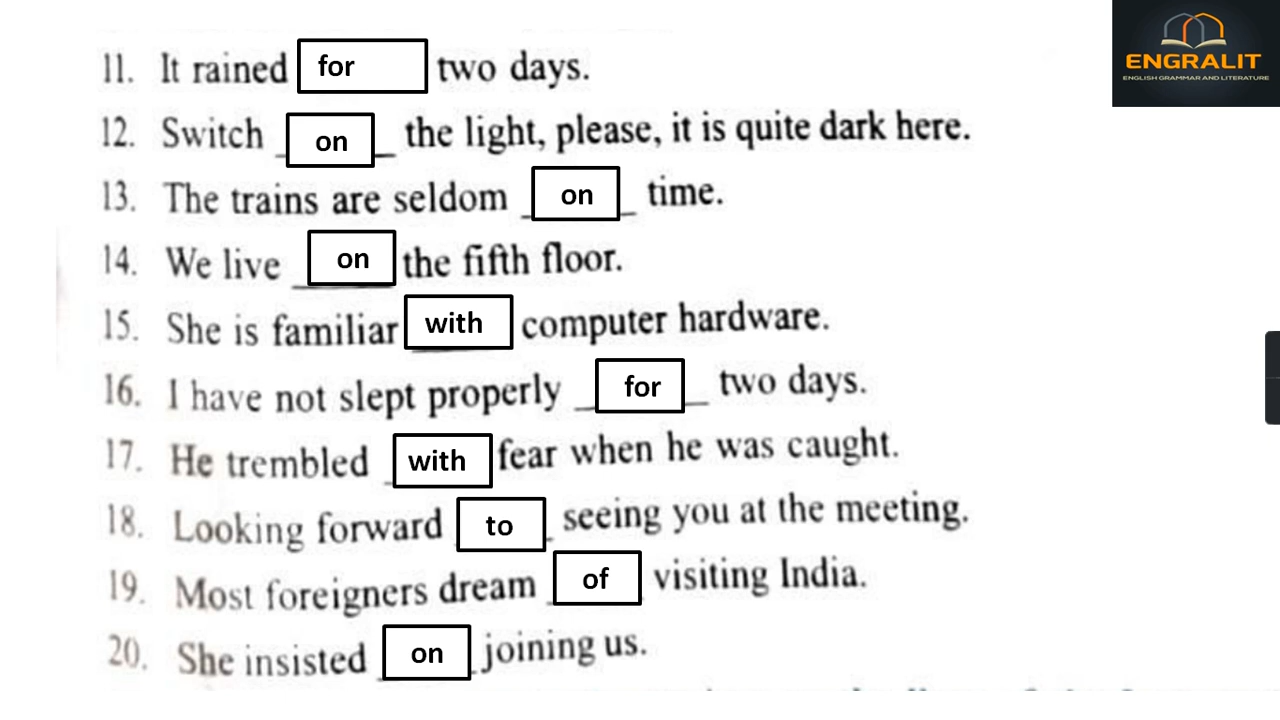 ENGRALIT
ENGLISH GRAMMAR AND LITERATURE
11. It rained for two days.
12. Switch on the light, please, it is quite dark here.
13. The trains are seldom on time.
14. We live on the fifth floor.
15. She is familiar with computer hardware.
16. I have not slept properly for two days.
17. He trembled with fear when he was caught.
18. Looking forward to seeing you at the meeting.
19. Most foreigners dream of visiting India.
20. She insisted on joining us.